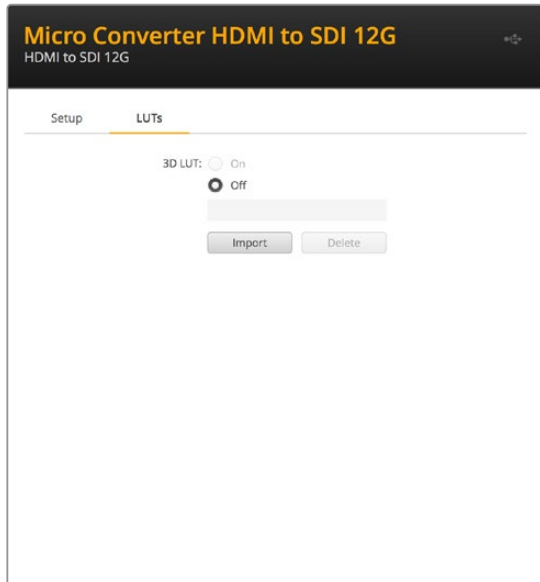 Micro Converter HDMI to SDI 12G
HDMI to SDI 12G
Setup LUTs
3D LUT: On
Off
Import Delete